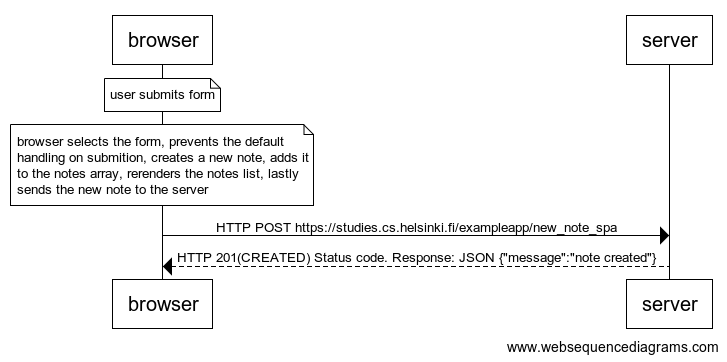 browser
server
user submits form
browser selects the form, prevents the default
handling on submition, creates a new note, adds it
to the notes array, rerenders the notes list, lastly
sends the new note to the server
HTTP POST https://studies.cs.helsinki.fi/exampleapp/new_note_spa
HTTP 201(CREATED) Status code. Response: JSON {"message":"note created"}
browser
server
www.websequencediagrams.com